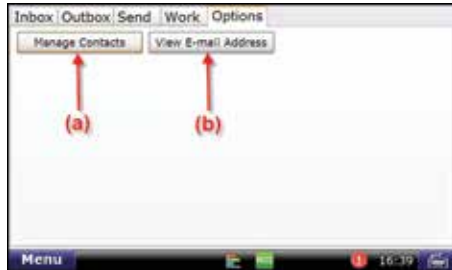 Inbox Outbox Send Work Options
Manage Contacts View E-mail Address
(a) (b)
Menu 16:39